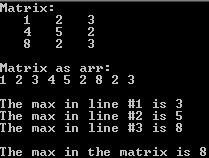 Matrix:
1 2 3
4 5 2
8 2 3
Matrix as arr:
1 2 3 4 5 2 8 2 3
The max in line #1 is 3
The max in line #2 is 5
The max in line #3 is 8
The max in the matrix is 8